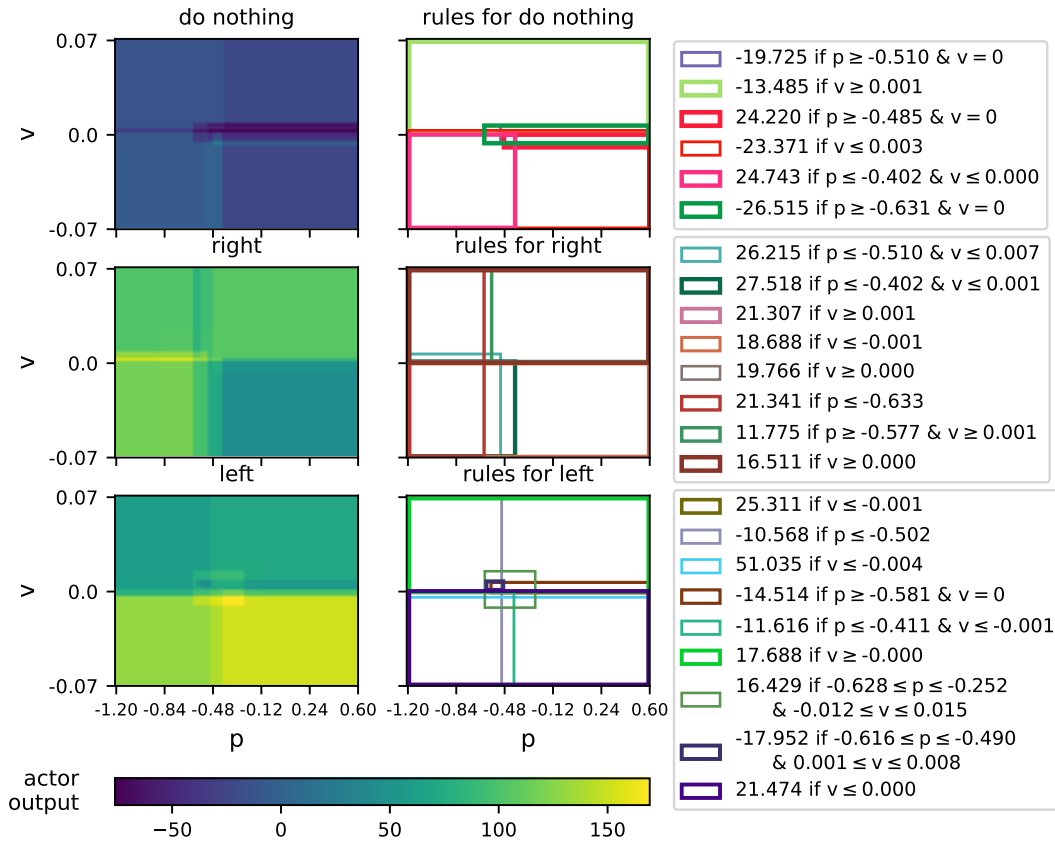 do nothing
rules for do nothing
0.07
0.0
-0.07
v
-19.725 if p ≥ -0.510 & v = 0
-13.485 if v ≥ 0.001
24.220 if p ≥ -0.485 & v = 0
-23.371 if v ≤ 0.003
24.743 if p ≤ -0.402 & v ≤ 0.000
-26.515 if p ≥ -0.631 & v = 0
right
rules for right
0.07
0.0
-0.07
v
26.215 if p ≤ -0.510 & v ≤ 0.007
27.518 if p ≤ -0.402 & v ≤ 0.001
21.307 if v ≥ 0.001
18.688 if v ≤ -0.001
19.766 if v ≥ 0.000
21.341 if p ≤ -0.633
11.775 if p ≥ -0.577 & v ≥ 0.001
16.511 if v ≥ 0.000
left
rules for left
0.07
0.0
-0.07
v
25.311 if v ≤ -0.001
-10.568 if p ≤ -0.502
51.035 if v ≤ -0.004
-14.514 if p ≥ -0.581 & v = 0
-11.616 if p ≤ -0.411 & v ≤ -0.001
17.688 if v ≥ -0.000
16.429 if -0.628 ≤ p ≤ -0.252
& -0.012 ≤ v ≤ 0.015
-17.952 if -0.616 ≤ p ≤ -0.490
& 0.001 ≤ v ≤ 0.008
21.474 if v ≤ 0.000
-1.20 -0.84 -0.48 -0.12 0.24 0.60
-1.20 -0.84 -0.48 -0.12 0.24 0.60
p
p
actor
output
−50 0 50 100 150